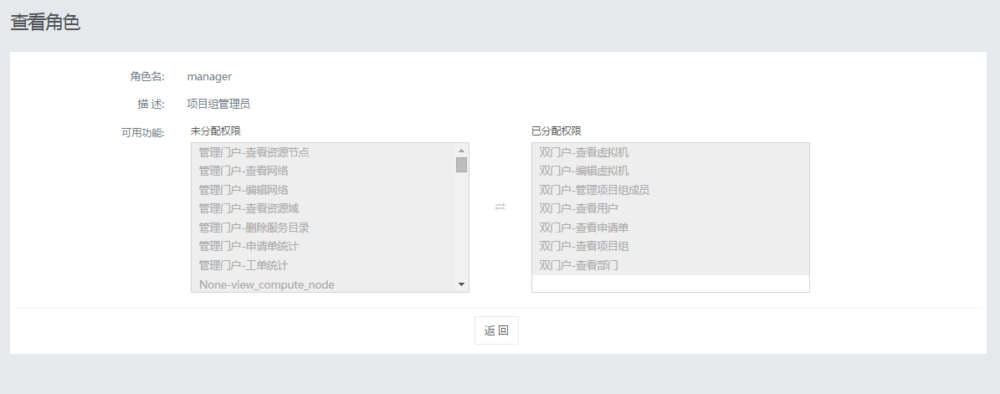 查看角色
角色名: manager
描 述: 项目组管理员
可用功能:
未分配权限
管理门户-查看资源节点
管理门户-查看网络
管理门户-编辑网络
管理门户-查看资源域
管理门户-删除服务目录
管理门户-申请单统计
管理门户-工单统计
None-view_compute_node
已分配权限
双门户-查看虚拟机
双门户-编辑虚拟机
双门户-管理项目组成员
双门户-查看用户
双门户-查看申请单
双门户-查看项目组
双门户-查看部门
返 回